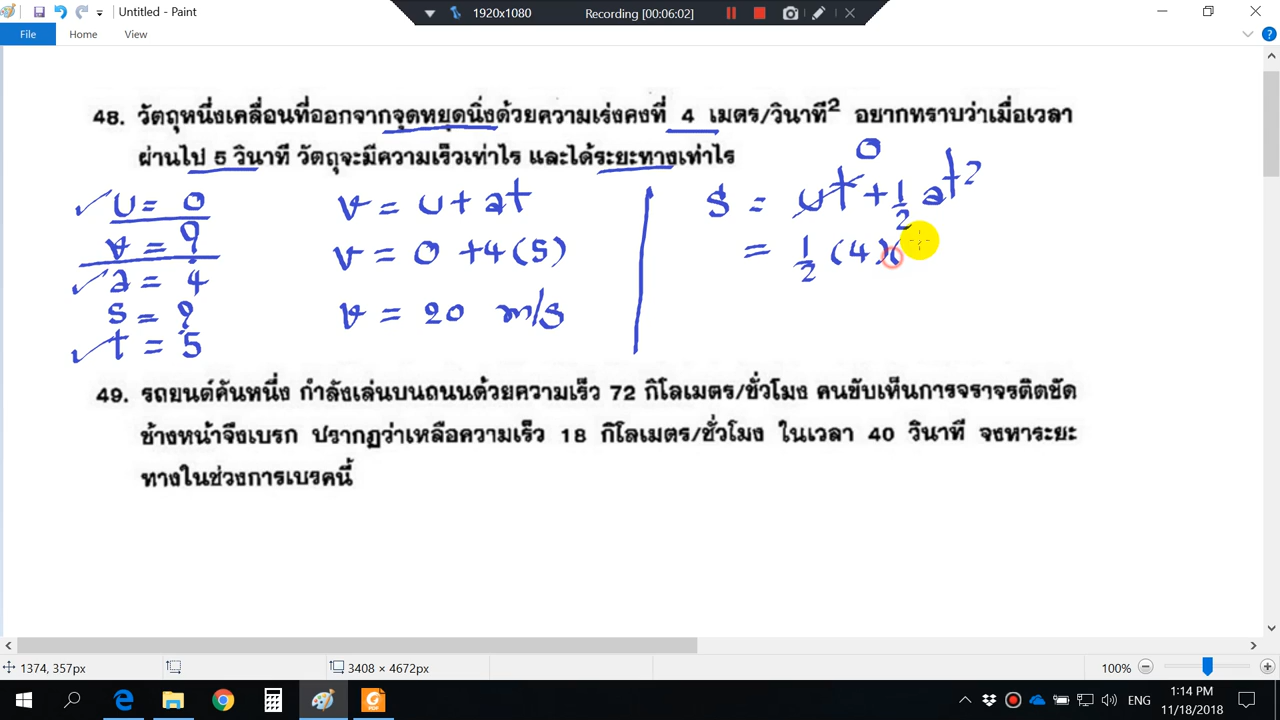 Untitled - Paint
1920x1080
Recording [00:06:02]
File Home View
48. วัตถุหนึ่งเคลื่อนที่ออกจากจุดหยุดนิ่งด้วยความเร่งคงที่ 4 เมตร/วินาที² อยากทราบว่าเมื่อเวลา
ผ่านไป 5 วินาที วัตถุจะมีความเร็วเท่าไร และได้ระยะทางเท่าไร
u = 0
v = ?
a = 4
s = ?
t = 5
v = u + at
v = 0 + 4(5)
v = 20 m/s
0
s = ut + 1/2 at²
= 1/2 (4)(
49. รถยนต์คันหนึ่ง กำลังเล่นบนถนนด้วยความเร็ว 72 กิโลเมตร/ชั่วโมง คนขับเห็นการจราจรติดขัด
ข้างหน้าจึงเบรก ปรากฏว่าเหลือความเร็ว 18 กิโลเมตร/ชั่วโมง ในเวลา 40 วินาที จงหาระยะ
ทางในช่วงการเบรคนี้
1374, 357px
3408 × 4672px
100%
ENG
1:14 PM
11/18/2018